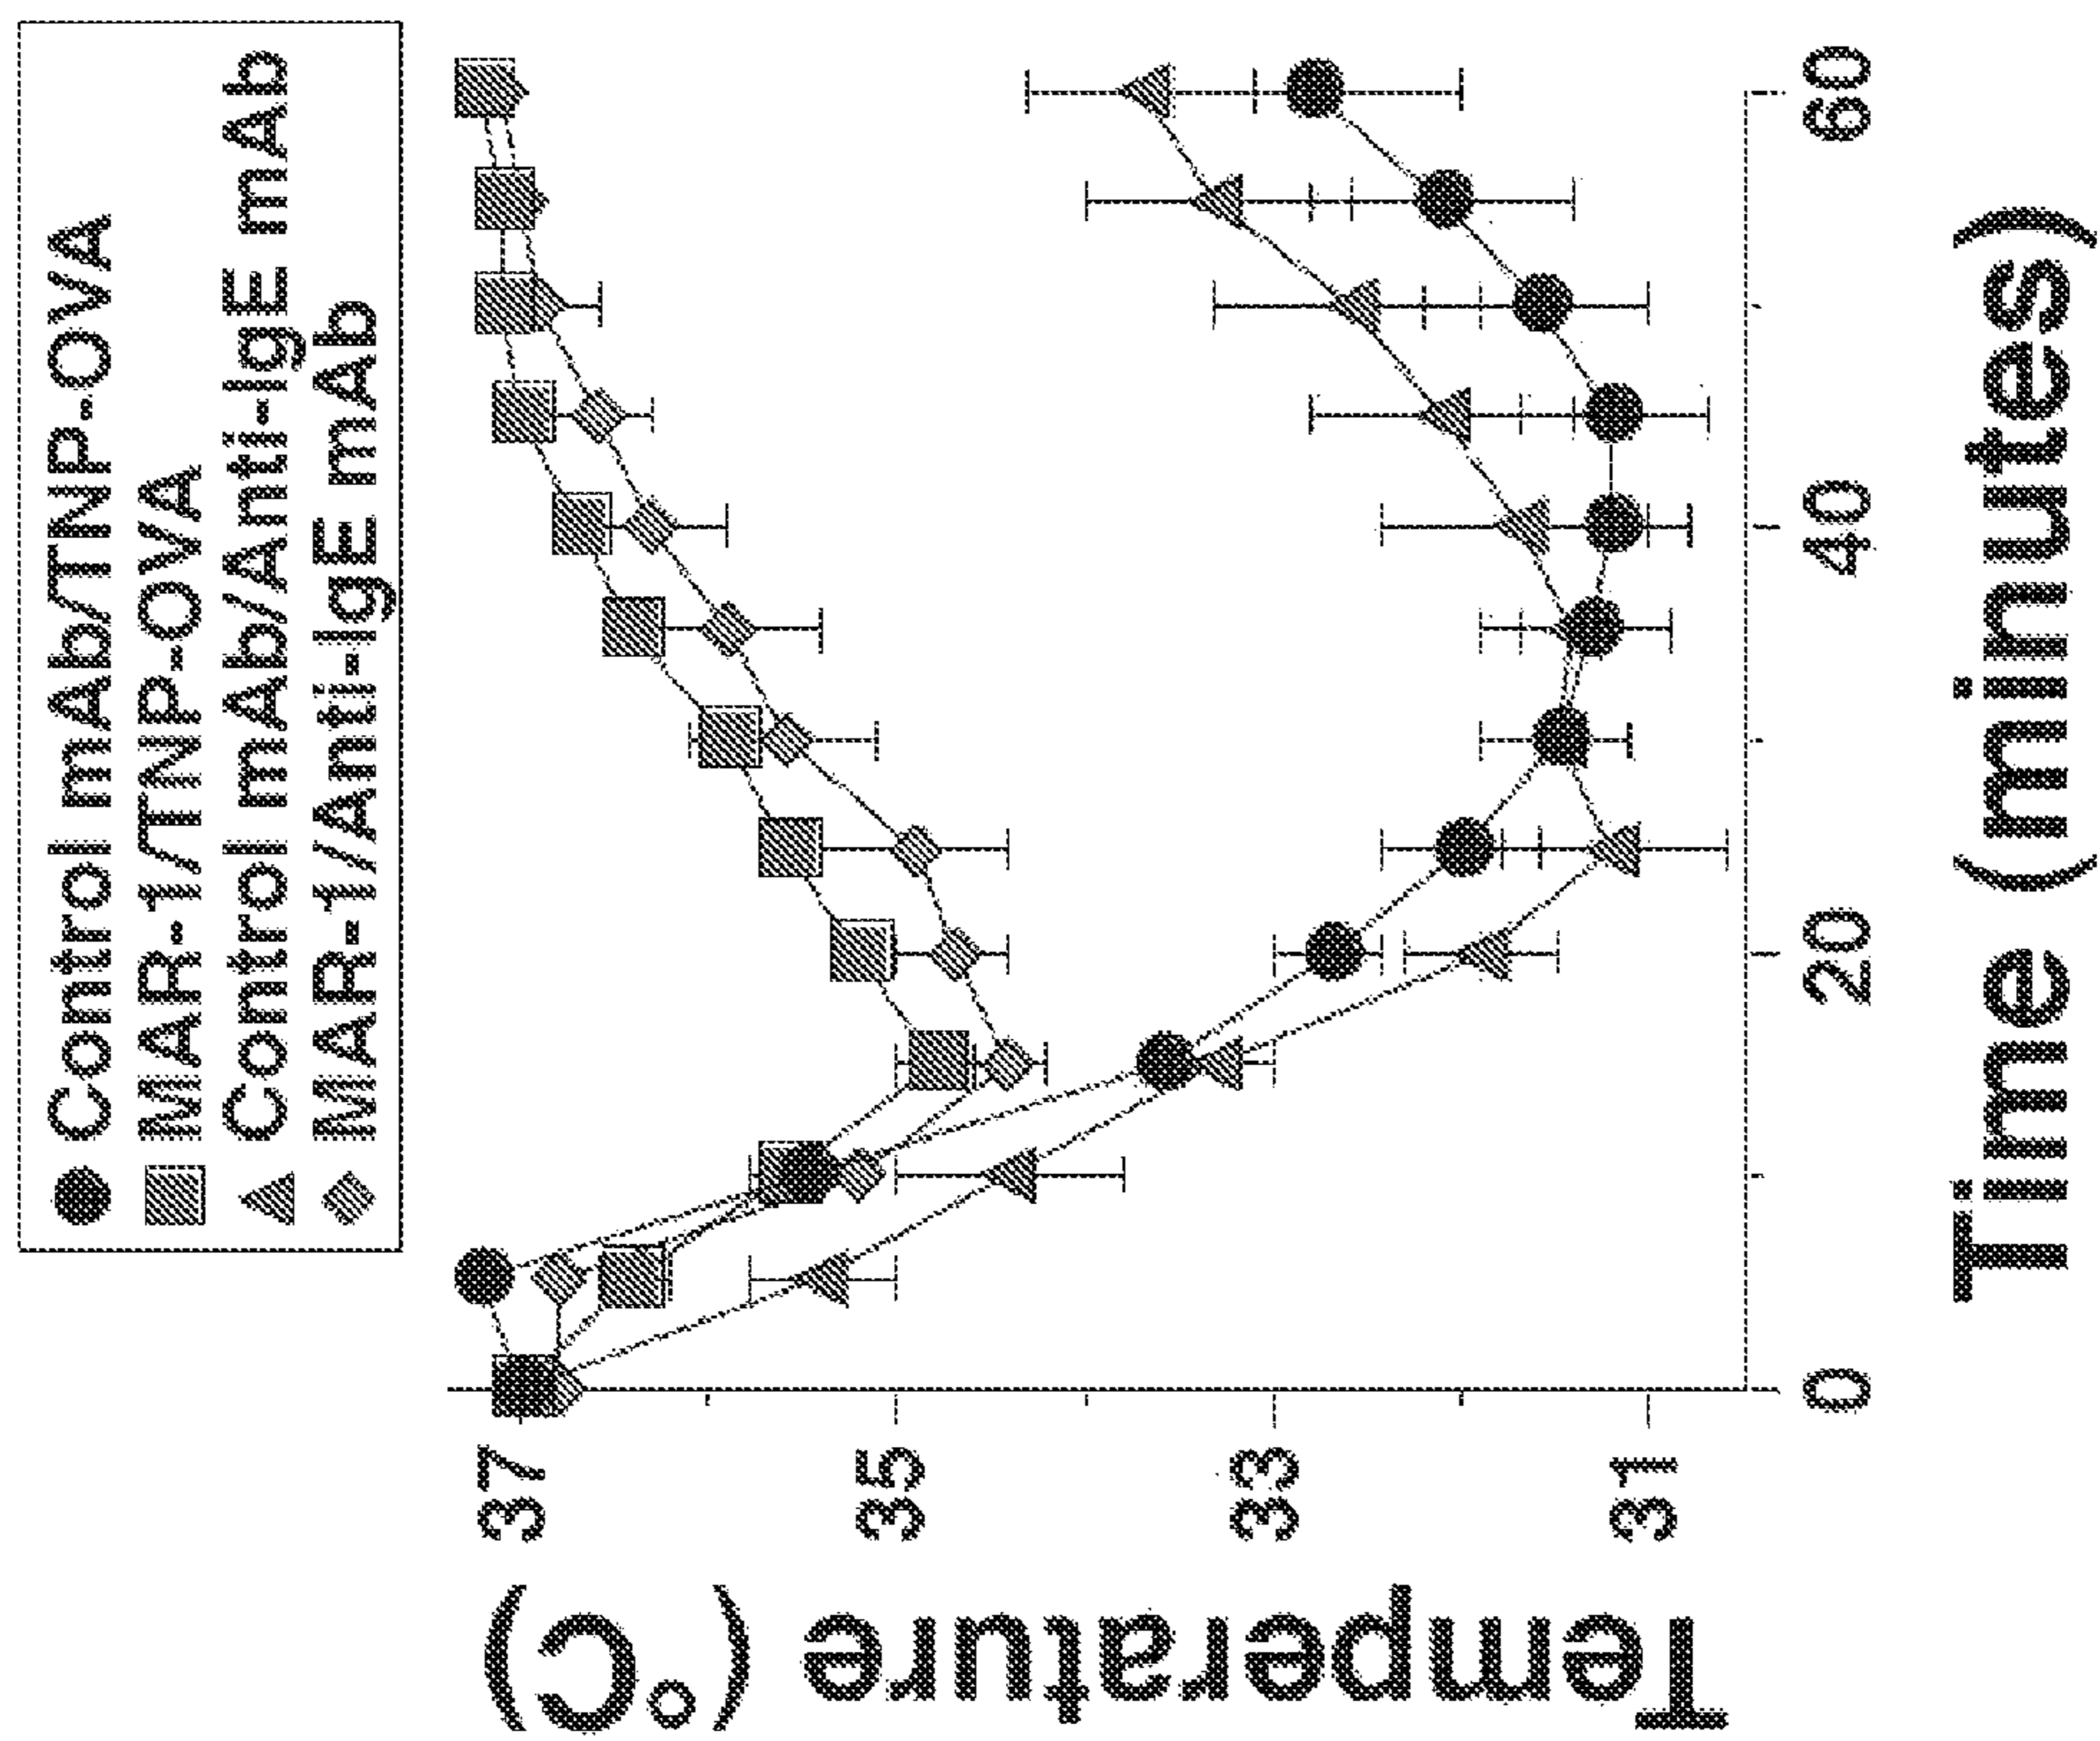 Control mAb/TNP-OVA
MAR-1/TNP-OVA
Control mAb/Anti-IgE mAb
MAR-1/Anti-IgE mAb
Temperature (°C)
37
35
33
31
0
20
40
60
Time (minutes)